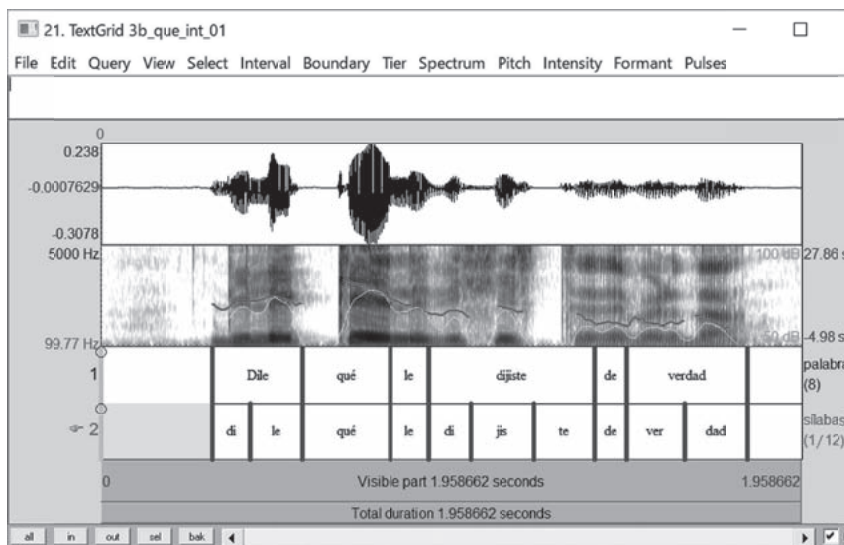 21. TextGrid 3b_que_int_01
File Edit Query View Select Interval Boundary Tier Spectrum Pitch Intensity Formant Pulses
0
0.238
-0.0007629
-0.3078
5000 Hz 100 dB 27.86 s
99.77 Hz 50 dB -4.98 s
1 Dile qué le dijiste de verdad palabra
(8)
2 di le qué le di jis te de ver dad sílabas
(1/12)
0 Visible part 1.958662 seconds 1.958662
Total duration 1.958662 seconds
all in out sel bak